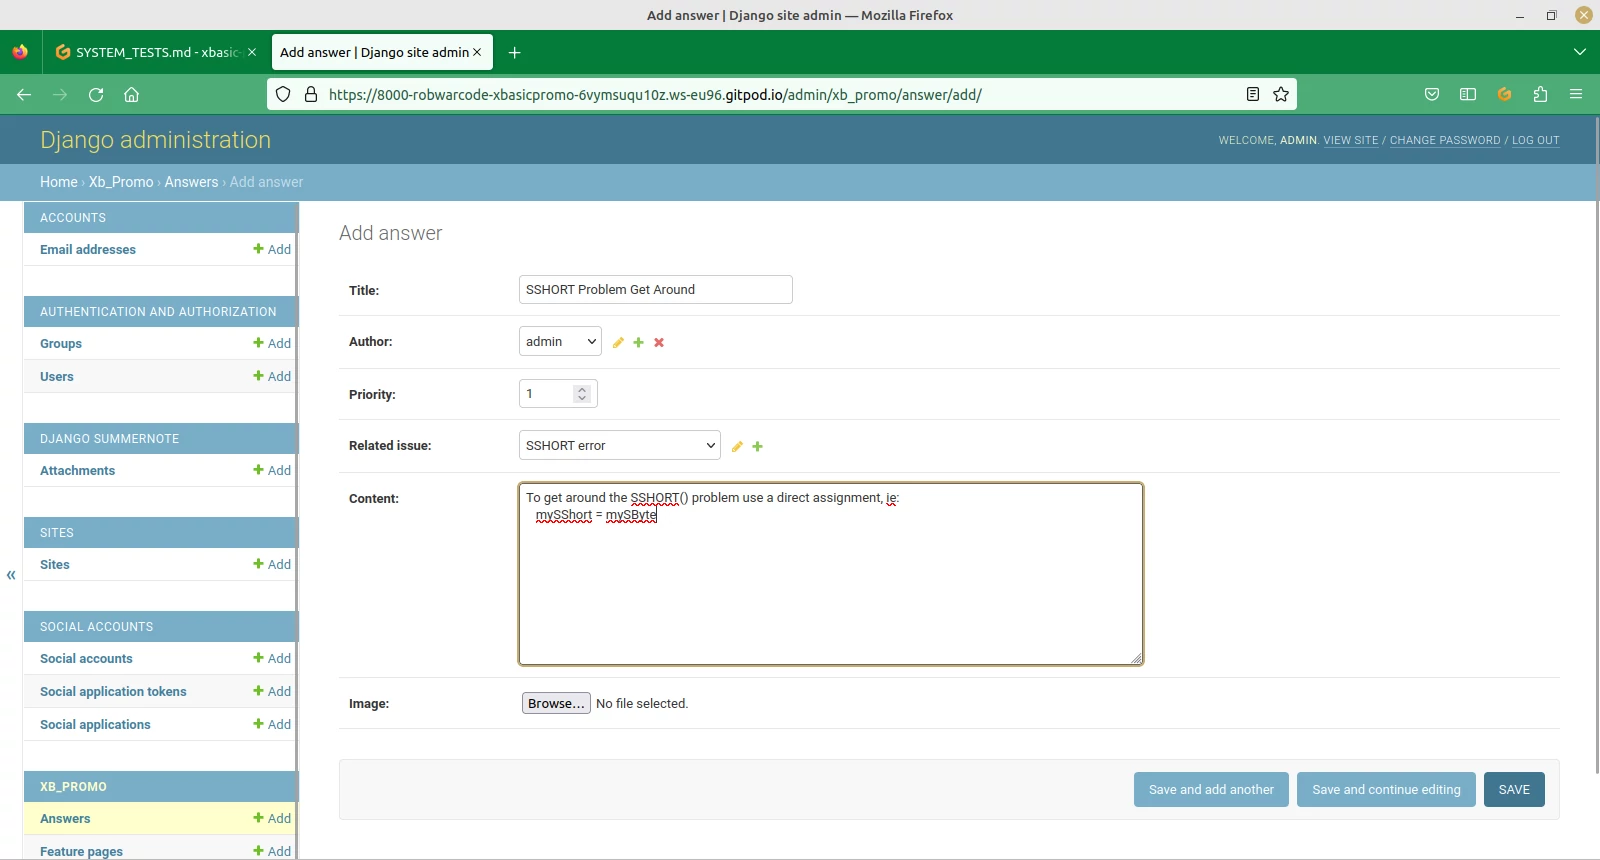 Add answer | Django site admin — Mozilla Firefox
SYSTEM_TESTS.md - xbasic-
Add answer | Django site admin
https://8000-robwarcode-xbasicpromo-6vymsuqu10z.ws-eu96.gitpod.io/admin/xb_promo/answer/add/
Django administration
WELCOME, ADMIN. VIEW SITE / CHANGE PASSWORD / LOG OUT
Home › Xb_Promo › Answers › Add answer
ACCOUNTS
Email addresses + Add
AUTHENTICATION AND AUTHORIZATION
Groups + Add
Users + Add
DJANGO SUMMERNOTE
Attachments + Add
SITES
Sites + Add
SOCIAL ACCOUNTS
Social accounts + Add
Social application tokens + Add
Social applications + Add
XB_PROMO
Answers + Add
Feature pages + Add
«
Add answer
Title: SSHORT Problem Get Around
Author: admin
Priority: 1
Related issue: SSHORT error
Content: To get around the SSHORT() problem use a direct assignment, ie:
mySShort = mySByte
Image: Browse... No file selected.
Save and add another Save and continue editing SAVE